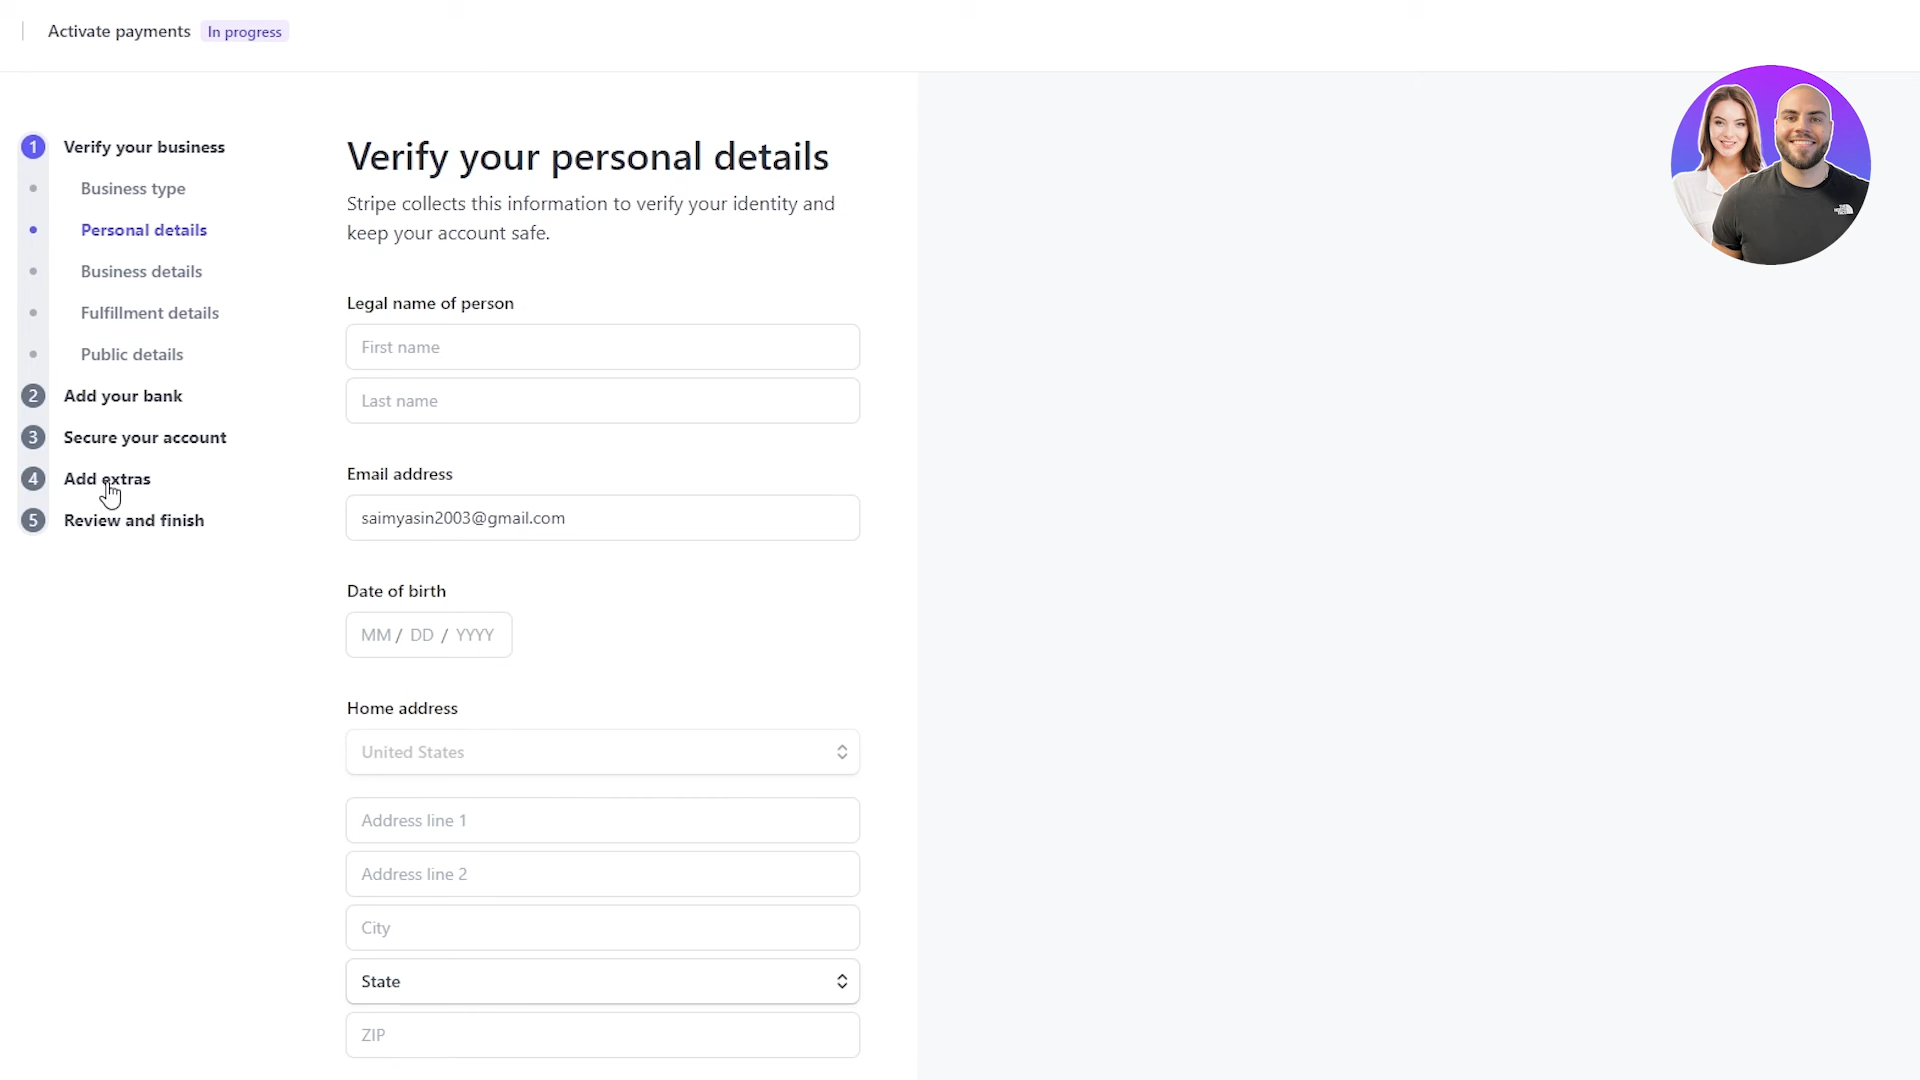 Activate payments In progress
1 Verify your business
Business type
Personal details
Business details
Fulfillment details
Public details
2 Add your bank
3 Secure your account
4 Add extras
5 Review and finish
Verify your personal details
Stripe collects this information to verify your identity and
keep your account safe.
Legal name of person
First name
Last name
Email address
saimyasin2003@gmail.com
Date of birth
MM / DD / YYYY
Home address
United States
Address line 1
Address line 2
City
State
ZIP